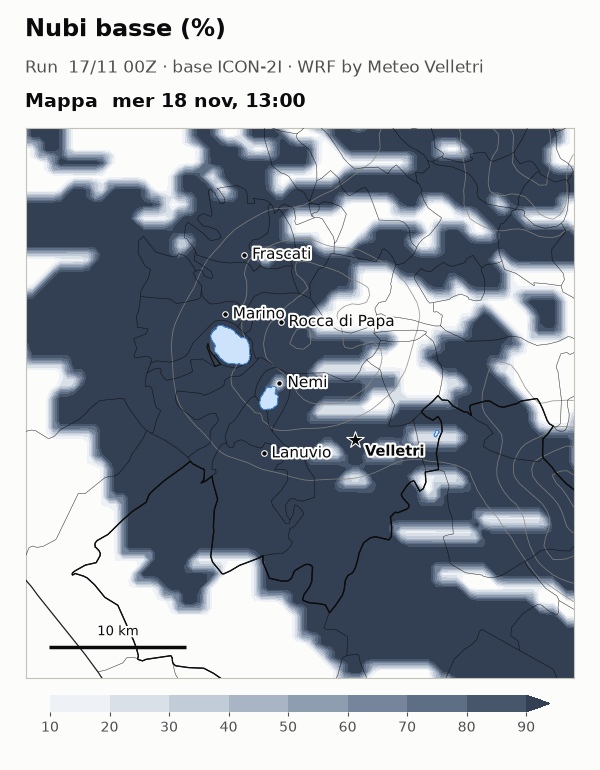 Nubi basse (%)
Run  17/11 00Z · base ICON-2I · WRF by Meteo Velletri
Mappa  mer 18 nov, 13:00
Frascati
Marino
Rocca di Papa
Nemi
Velletri
Lanuvio
10 km
10 20 30 40 50 60 70 80 90